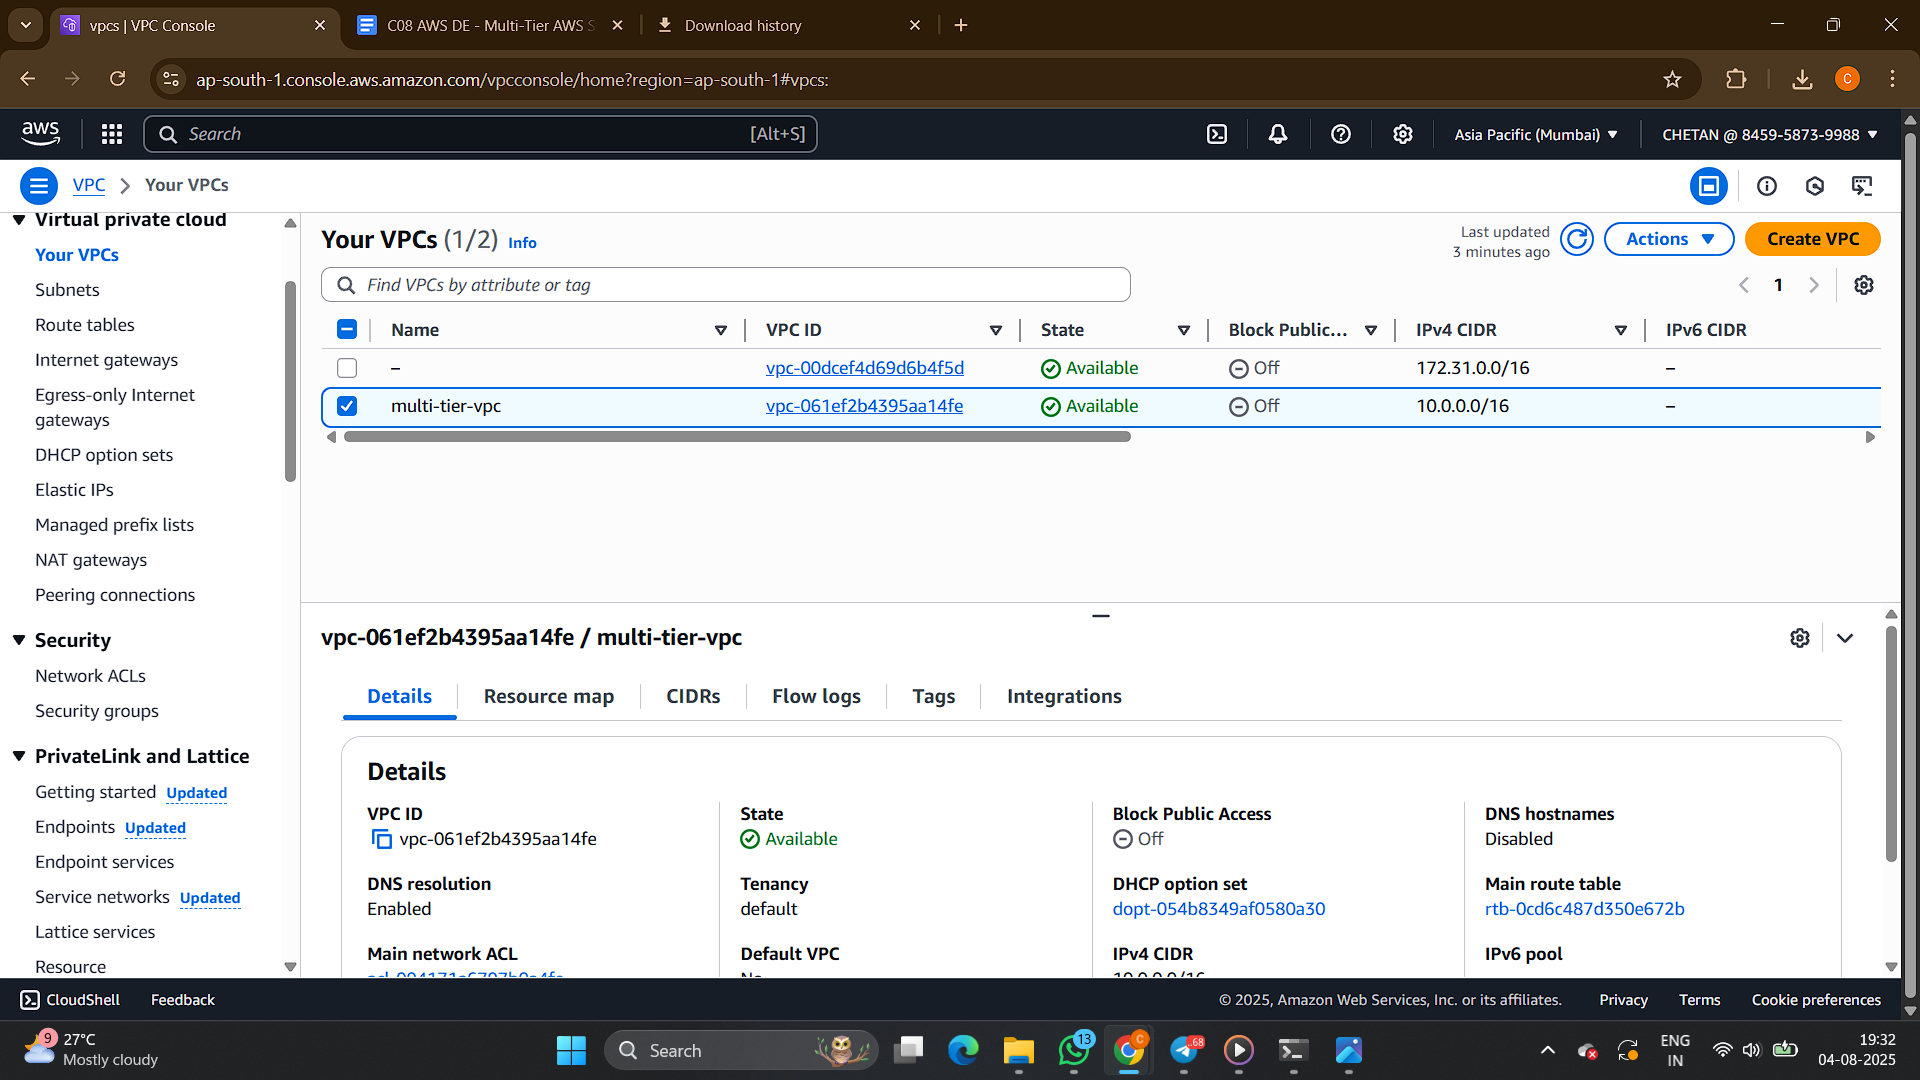 vpcs | VPC Console
C08 AWS DE - Multi-Tier AWS S
Download history
ap-south-1.console.aws.amazon.com/vpcconsole/home?region=ap-south-1#vpcs:
C
aws
Search
[Alt+S]
Asia Pacific (Mumbai)
CHETAN @ 8459-5873-9988
VPC
Your VPCs
Virtual private cloud
Your VPCs
Subnets
Route tables
Internet gateways
Egress-only Internet
gateways
DHCP option sets
Elastic IPs
Managed prefix lists
NAT gateways
Peering connections
Security
Network ACLs
Security groups
PrivateLink and Lattice
Getting started Updated
Endpoints Updated
Endpoint services
Service networks Updated
Lattice services
Resource
Your VPCs (1/2) Info
Last updated
3 minutes ago
Actions
Create VPC
Find VPCs by attribute or tag
1
Name VPC ID State Block Public... IPv4 CIDR IPv6 CIDR
– vpc-00dcef4d69d6b4f5d Available Off 172.31.0.0/16 –
multi-tier-vpc vpc-061ef2b4395aa14fe Available Off 10.0.0.0/16 –
vpc-061ef2b4395aa14fe / multi-tier-vpc
Details Resource map CIDRs Flow logs Tags Integrations
Details
VPC ID
vpc-061ef2b4395aa14fe
State
Available
Block Public Access
Off
DNS hostnames
Disabled
DNS resolution
Enabled
Tenancy
default
DHCP option set
dopt-054b8349af0580a30
Main route table
rtb-0cd6c487d350e672b
Main network ACL
Default VPC
No
IPv4 CIDR
10.0.0.0/16
IPv6 pool
CloudShell Feedback
© 2025, Amazon Web Services, Inc. or its affiliates. Privacy Terms Cookie preferences
9
27°C
Mostly cloudy
Search
13
C
.68
ENG
IN
19:32
04-08-2025